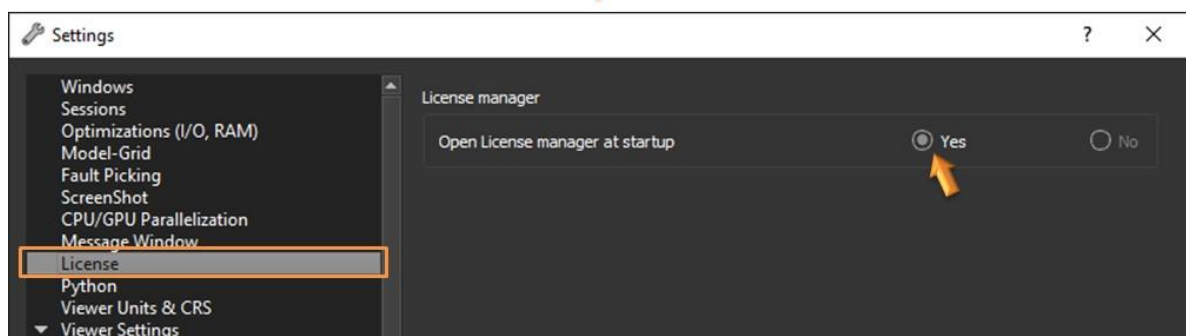 Settings
?
Windows
Sessions
Optimizations (I/O, RAM)
Model-Grid
Fault Picking
ScreenShot
CPU/GPU Parallelization
Message Window
License
Python
Viewer Units & CRS
Viewer Settings
License manager
Open License manager at startup
Yes
No